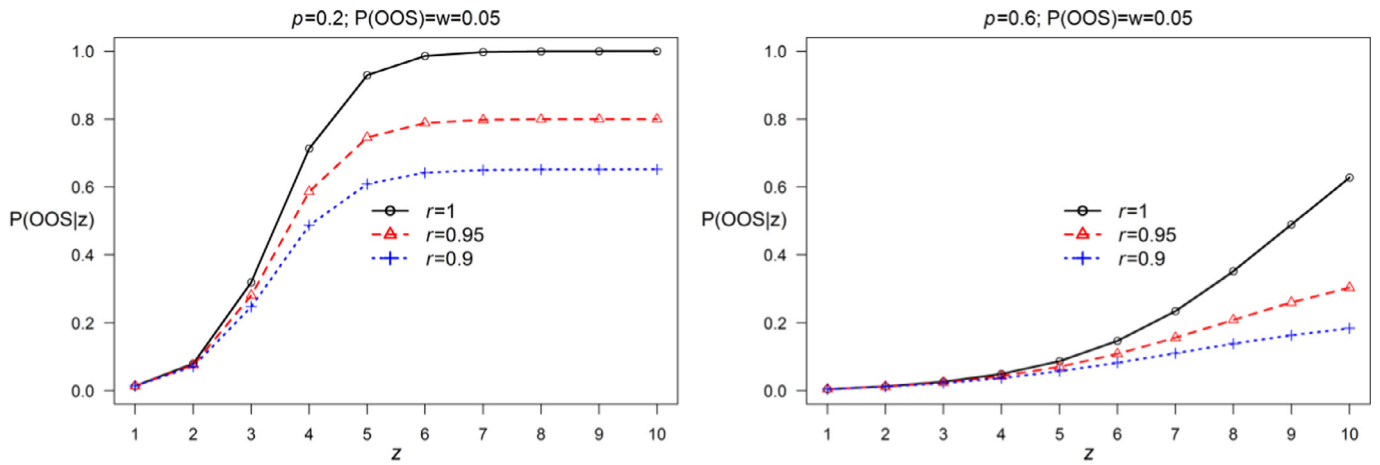 p=0.2; P(OOS)=w=0.05
1.0
0.8
0.6
P(OOS|z)
0.4
0.2
0.0
r=1
r=0.95
r=0.9
1 2 3 4 5 6 7 8 9 10
z
p=0.6; P(OOS)=w=0.05
1.0
0.8
0.6
P(OOS|z)
0.4
0.2
0.0
r=1
r=0.95
r=0.9
1 2 3 4 5 6 7 8 9 10
z